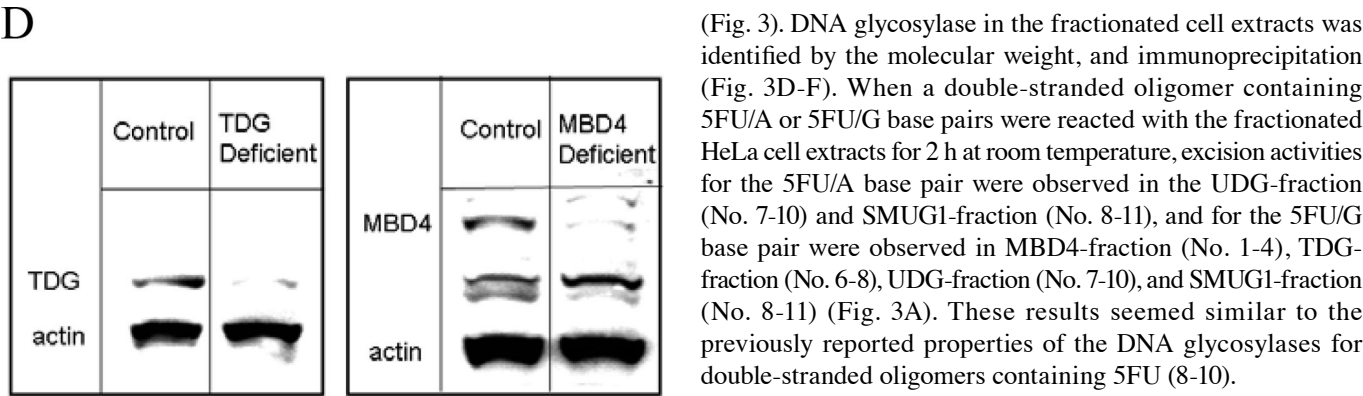 D
Control
TDG
Deficient
TDG
actin
Control
MBD4
Deficient
MBD4
actin
(Fig. 3). DNA glycosylase in the fractionated cell extracts was
identified by the molecular weight, and immunoprecipitation
(Fig. 3D-F). When a double-stranded oligomer containing
5FU/A or 5FU/G base pairs were reacted with the fractionated
HeLa cell extracts for 2 h at room temperature, excision activities
for the 5FU/A base pair were observed in the UDG-fraction
(No. 7-10) and SMUG1-fraction (No. 8-11), and for the 5FU/G
base pair were observed in MBD4-fraction (No. 1-4), TDG-
fraction (No. 6-8), UDG-fraction (No. 7-10), and SMUG1-fraction
(No. 8-11) (Fig. 3A). These results seemed similar to the
previously reported properties of the DNA glycosylases for
double-stranded oligomers containing 5FU (8-10).